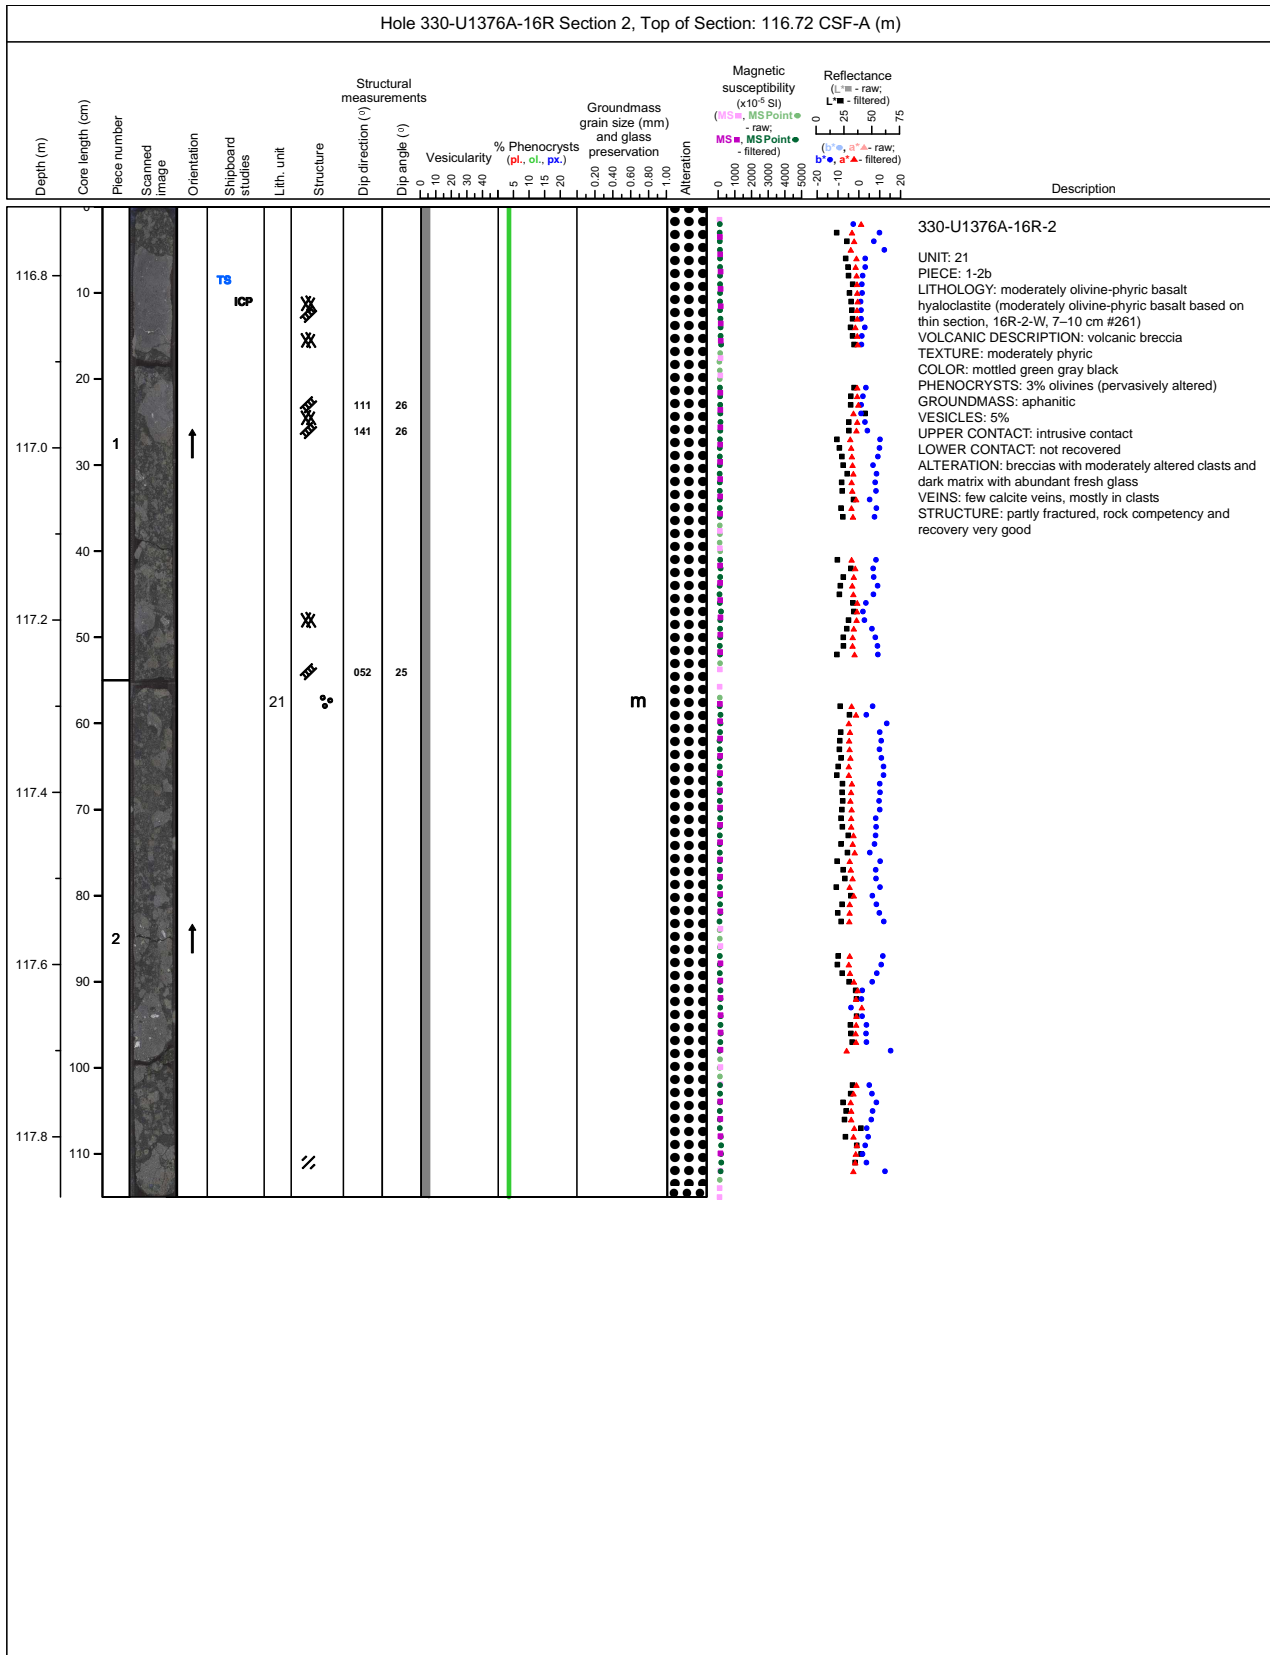 Hole 330-U1376A-16R Section 2, Top of Section: 116.72 CSF-A (m)
Depth (m)
Core length (cm)
Piece number
Scanned
image
Orientation
Shipboard
studies
Lith. unit
Structure
Structural
measurements
Dip direction (°)
Dip angle (°)
Vesicularity
0 10 20 30 40
% Phenocrysts
(pl., ol., px.)
5 10 15 20
Groundmass
grain size (mm)
and glass
preservation
0.20 0.40 0.60 0.80 1.00
Alteration
Magnetic
susceptibility
(x10-5 SI)
(MS■, MSPoint●
- raw;
MS■, MSPoint●
- filtered)
0 1000 2000 3000 4000 5000
Reflectance
(L*■ - raw;
L*■ - filtered)
0 25 50 75
(b*●, a*▲- raw;
b*●, a*▲- filtered)
-20 -10 0 10 20
Description
0
116.8
10
20
117.0
30
40
117.2
50
60
117.4
70
80
117.6
90
100
117.8
110
1
2
TS
ICP
111 26
141 26
052 25
21
m
330-U1376A-16R-2
UNIT: 21
PIECE: 1-2b
LITHOLOGY: moderately olivine-phyric basalt
hyaloclastite (moderately olivine-phyric basalt based on
thin section, 16R-2-W, 7–10 cm #261)
VOLCANIC DESCRIPTION: volcanic breccia
TEXTURE: moderately phyric
COLOR: mottled green gray black
PHENOCRYSTS: 3% olivines (pervasively altered)
GROUNDMASS: aphanitic
VESICLES: 5%
UPPER CONTACT: intrusive contact
LOWER CONTACT: not recovered
ALTERATION: breccias with moderately altered clasts and
dark matrix with abundant fresh glass
VEINS: few calcite veins, mostly in clasts
STRUCTURE: partly fractured, rock competency and
recovery very good